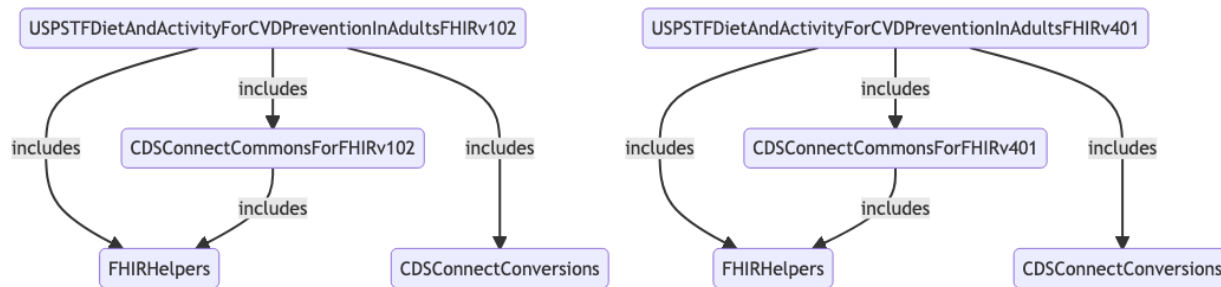 USPSTFDietAndActivityForCVDPreventionInAdultsFHIRv102
includes
includes
CDSConnectCommonsForFHIRv102
includes
includes
FHIRHelpers
CDSConnectConversions
USPSTFDietAndActivityForCVDPreventionInAdultsFHIRv401
includes
includes
CDSConnectCommonsForFHIRv401
includes
includes
FHIRHelpers
CDSConnectConversions